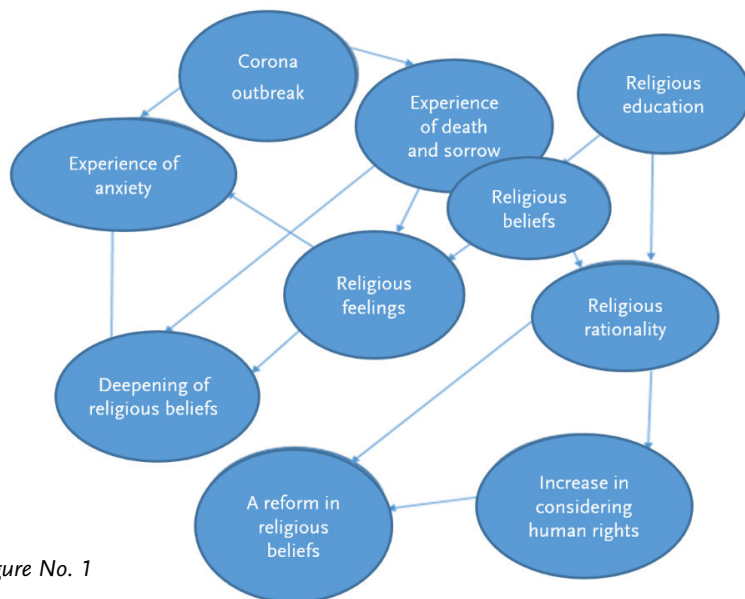 Corona
outbreak
Experience
of death
and sorrow
Religious
education
Experience of
anxiety
Religious
beliefs
Religious
feelings
Religious
rationality
Deepening of
religious beliefs
A reform in
religious
beliefs
Increase in
considering
human rights
gure No. 1